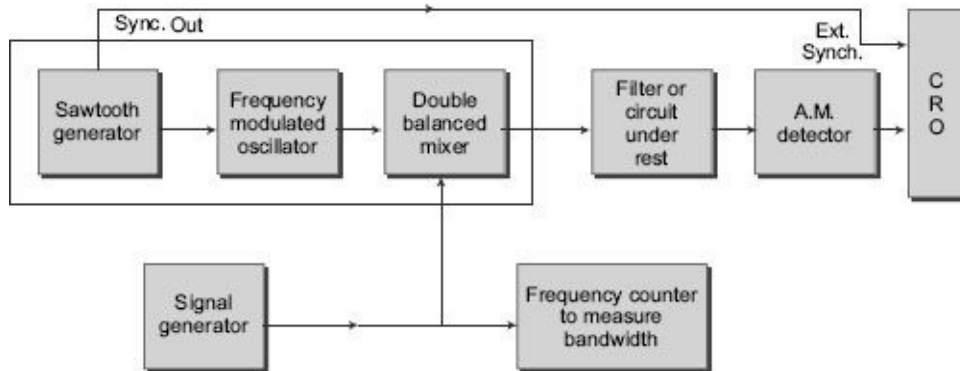 Sync. Out
Ext.
Synch.
C
R
O
Sawtooth
generator
Frequency
modulated
oscillator
Double
balanced
mixer
Filter or
circuit
under
rest
A.M.
detector
Signal
generator
Frequency counter
to measure
bandwidth